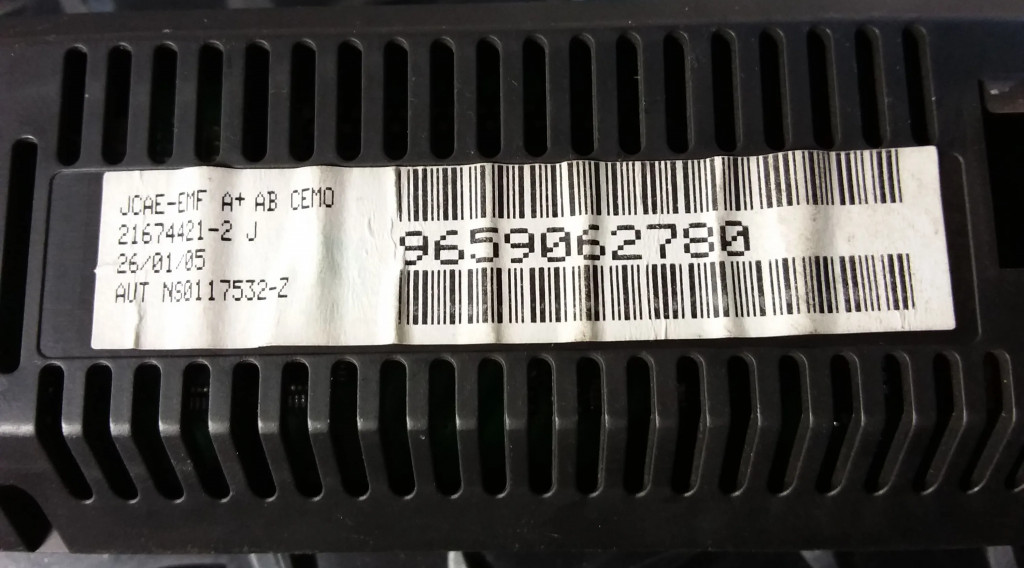 JCAE-EMF A+ AB CEMO
21674421-2 J
26/01/05
AUT NS0117532-Z
9659062780